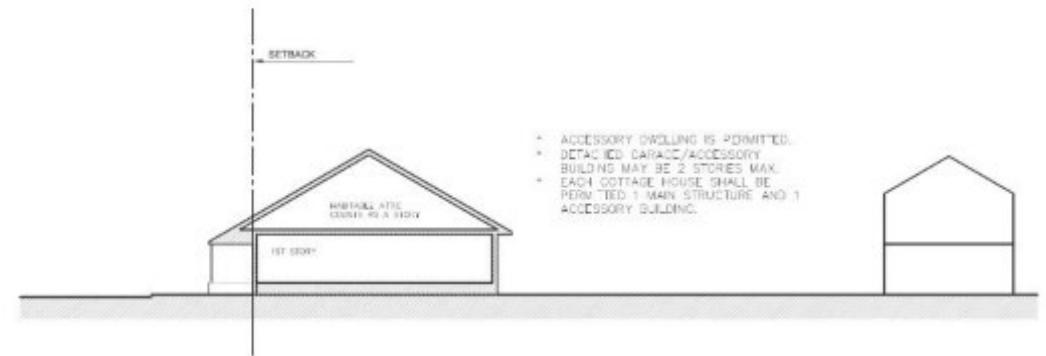 SETBACK
* ACCESSORY DWELLING IS PERMITTED.
* DETACHED GARAGE/ACCESSORY
BUILDING MAY BE 2 STORIES MAX.
* EACH COTTAGE HOUSE SHALL BE
PERMITTED 1 MAIN STRUCTURE AND 1
ACCESSORY BUILDING.
HABITABLE ATTIC
COUNTS AS A STORY
1ST STORY